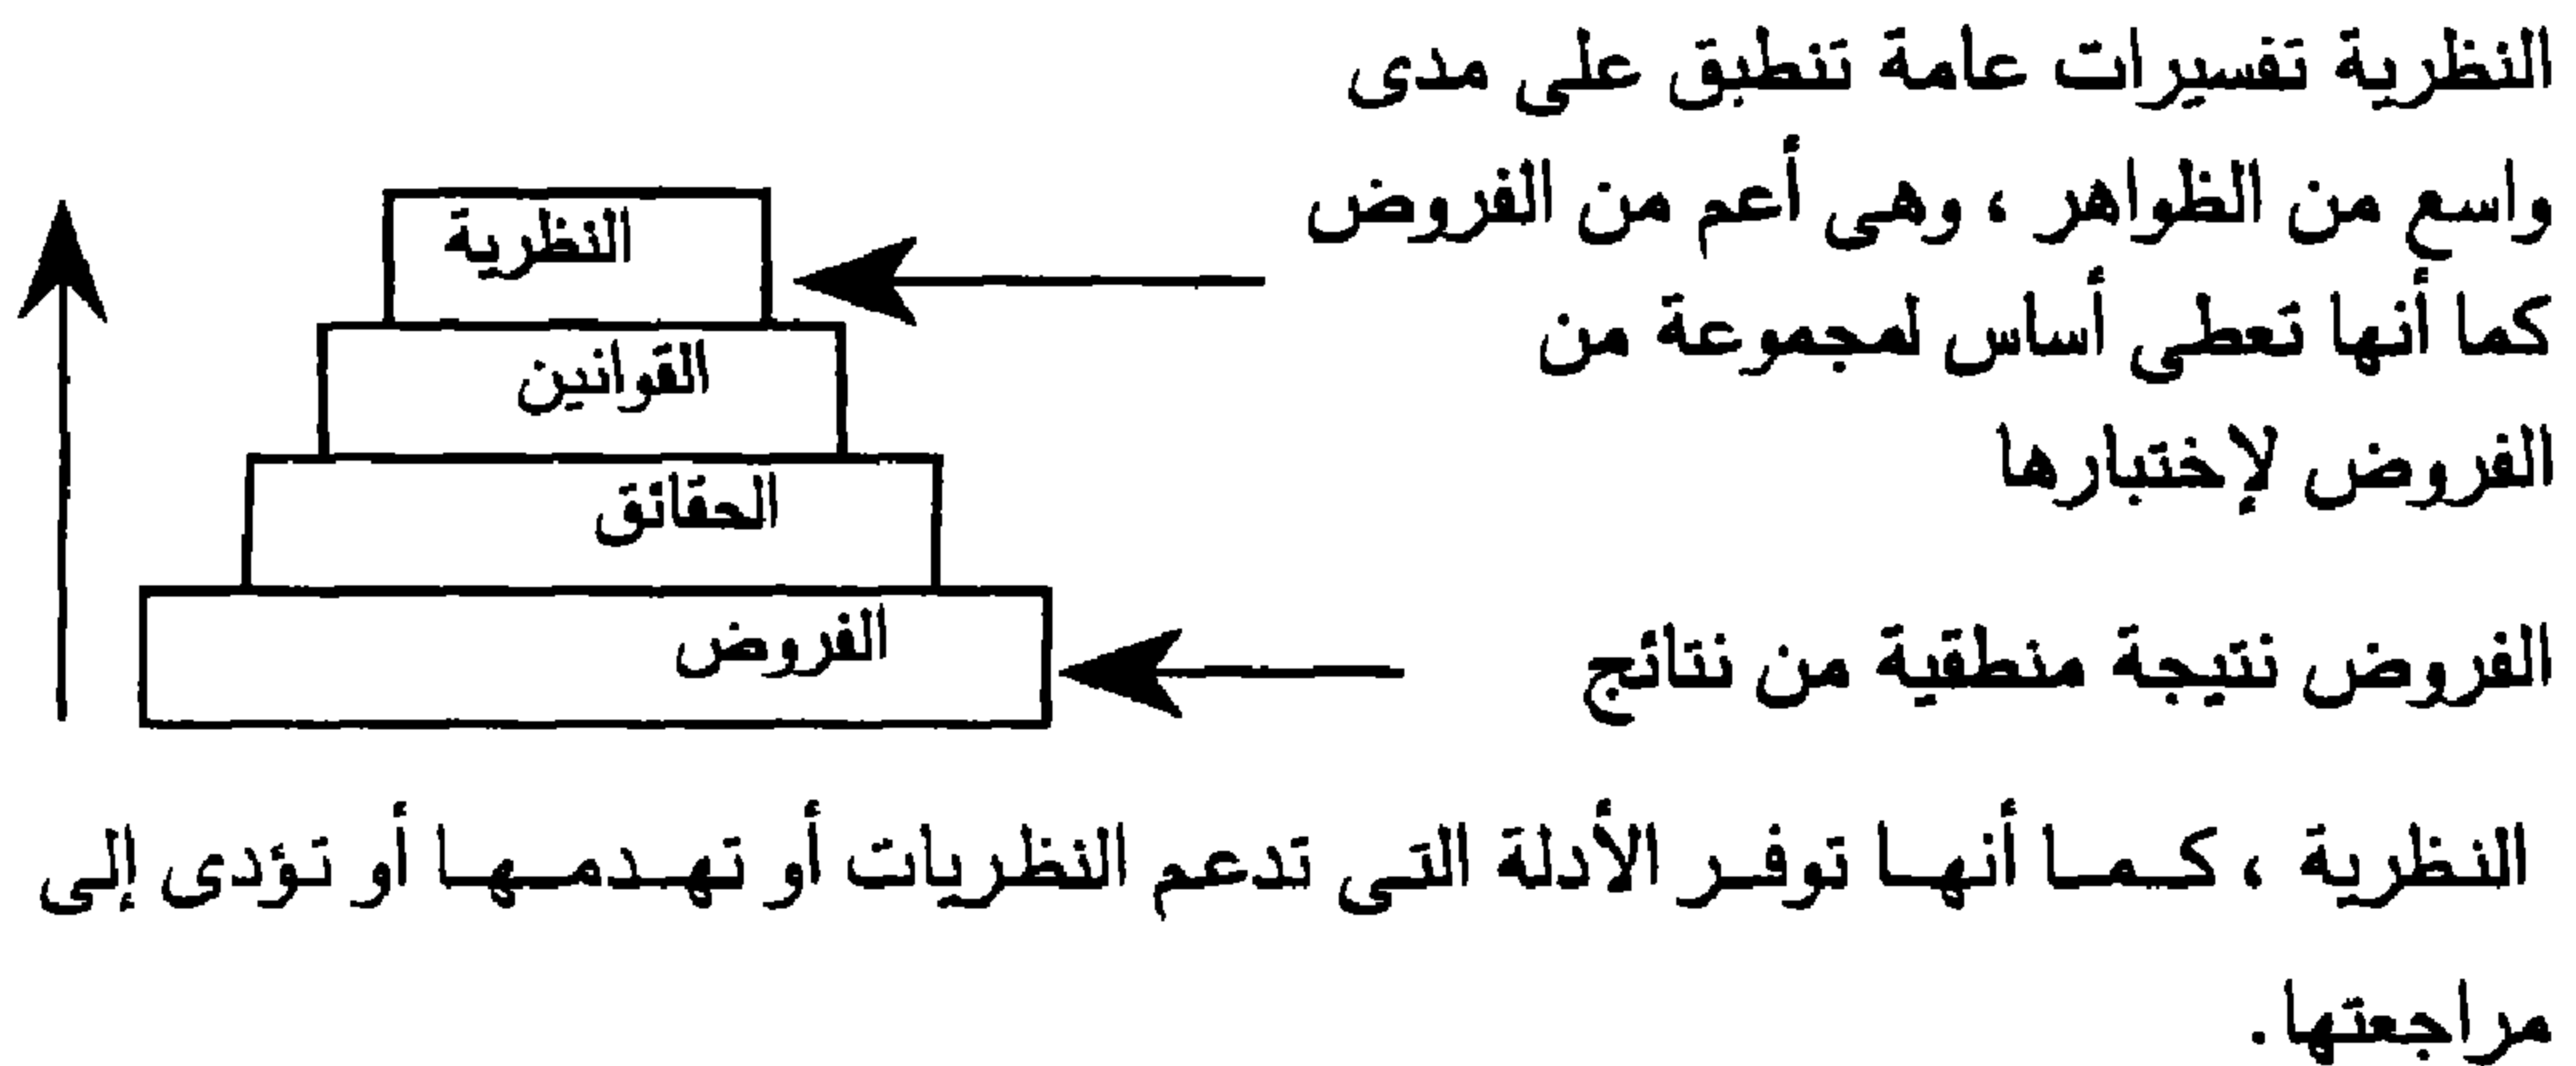 النظرية تفسيرات عامة تنطبق على مدى
واسع من الظواهر ، وهى أعم من الفروض
كما أنها تعطى أساس لمجموعة من
الفروض لإختبارها
النظرية
القوانين
الحقائق
الفروض
الفروض نتيجة منطقية من نتائج
النظرية ، كما أنها توفر الأدلة التى تدعم النظريات أو تهدمها أو تؤدى إلى
مراجعتها.